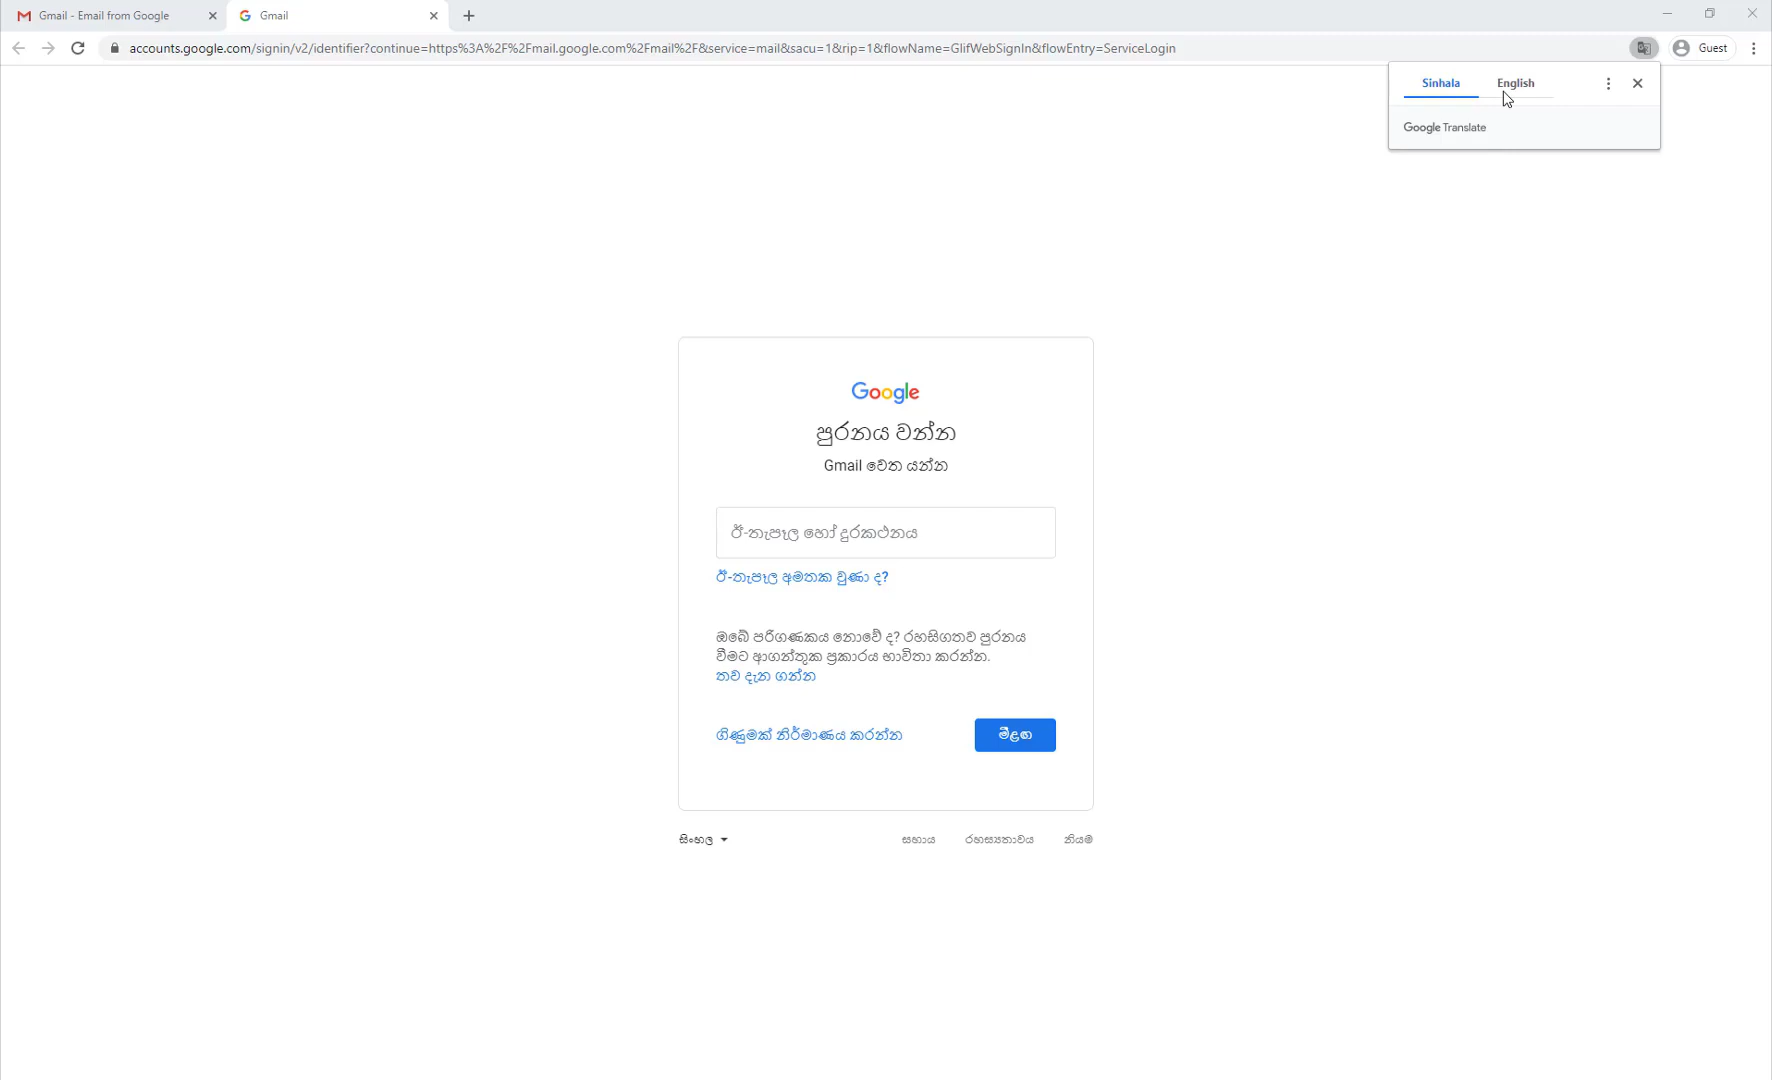 Gmail - Email from Google
Gmail
accounts.google.com/signin/v2/identifier?continue=https%3A%2F%2Fmail.google.com%2Fmail%2F&service=mail&sacu=1&rip=1&flowName=GlifWebSignIn&flowEntry=ServiceLogin
Guest
Sinhala English
Google Translate
Google
පුරනය වන්න
Gmail වෙත යන්න
ඊ-තැපෑල හෝ දුරකථනය
ඊ-තැපෑල අමතක වුණා ද?
ඔබේ පරිගණකය නොවේ ද? රහසිගතව පුරනය
වීමට ආගන්තුක ප්‍රකාරය භාවිතා කරන්න.
තව දැන ගන්න
ගිණුමක් නිර්මාණය කරන්න
මීළඟ
සිංහල
සහාය රහස්‍යතාවය නියම